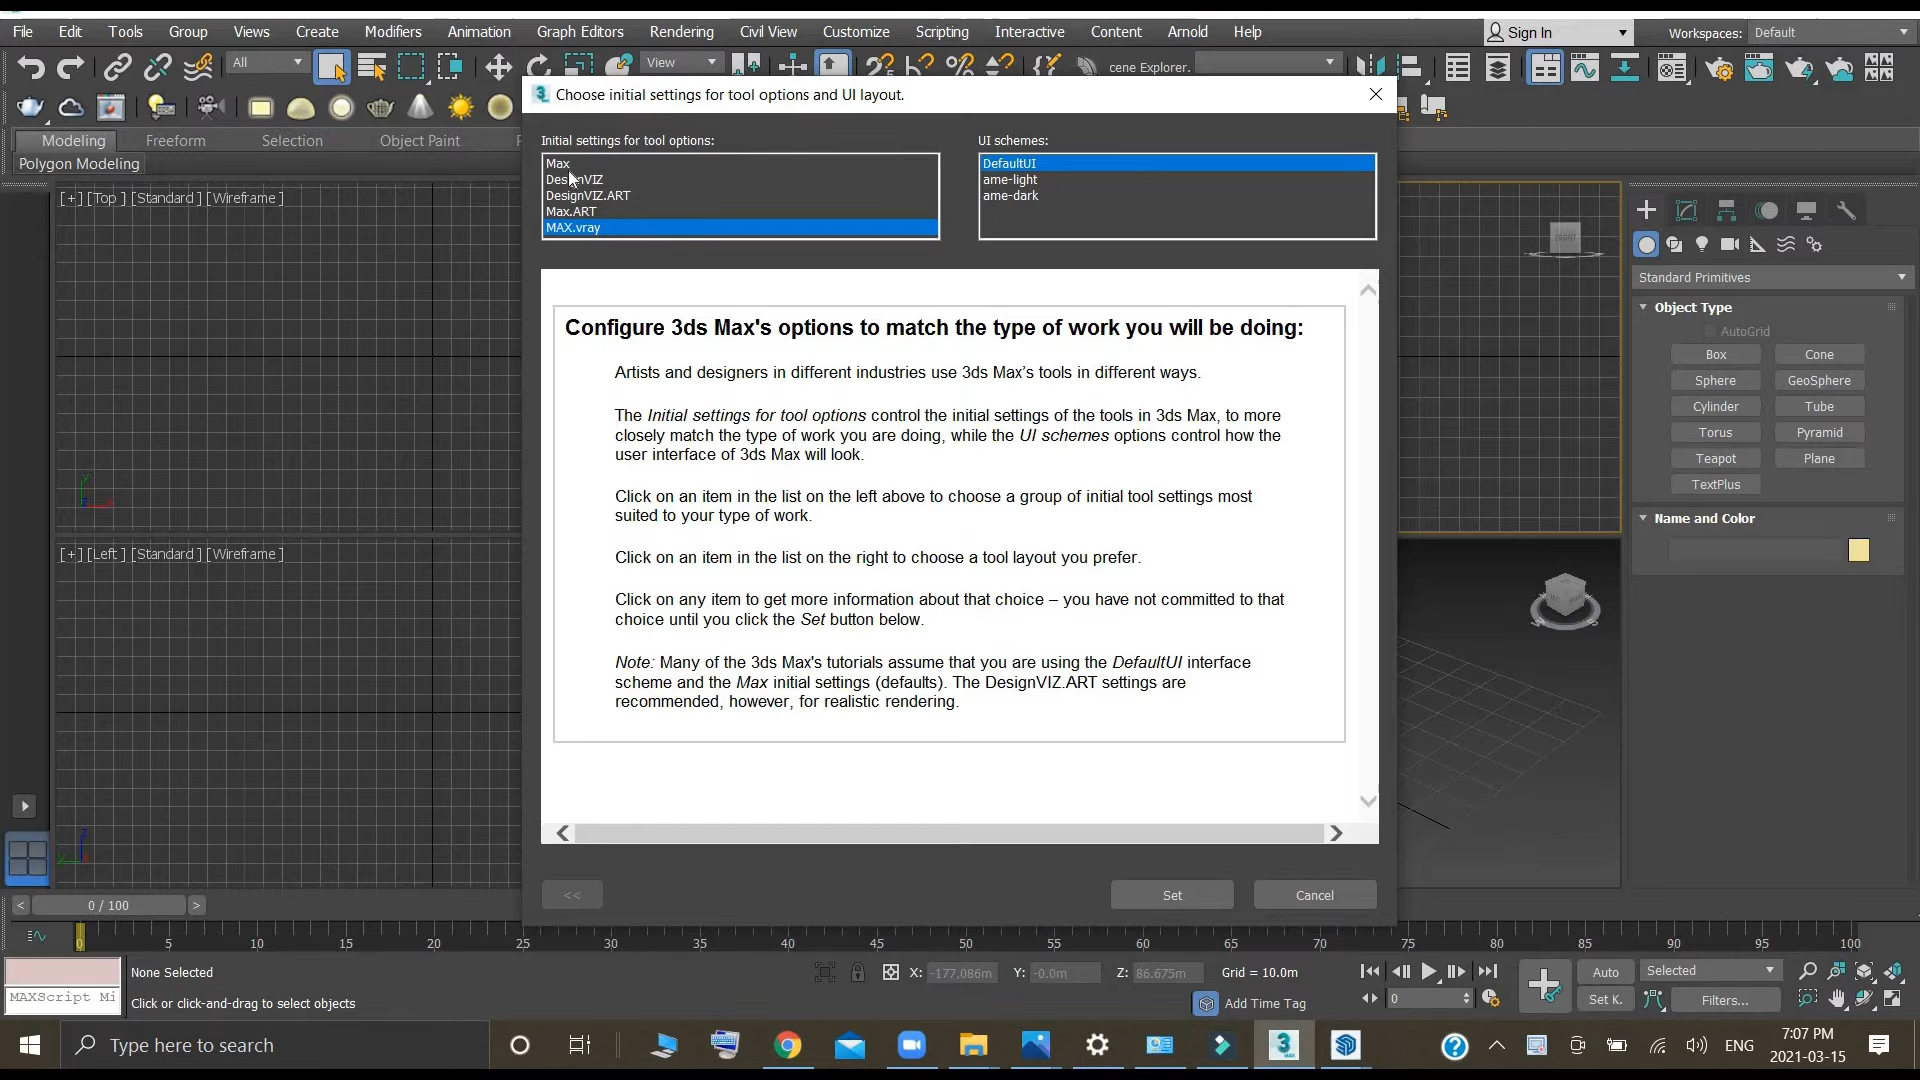 File Edit Tools Group Views Create Modifiers Animation Graph Editors Rendering Civil View Customize Scripting Interactive Content Arnold Help Sign In Workspaces: Default
All View cene Explorer.
Choose initial settings for tool options and UI layout.
Modeling Freeform Selection Object Paint
Polygon Modeling
Initial settings for tool options: UI schemes:
Max DefaultUI
DesignVIZ ame-light
DesignVIZ.ART ame-dark
Max.ART
MAX.vray
[+] [Top ] [Standard ] [Wireframe ]
Standard Primitives
Object Type
AutoGrid
Box Cone
Sphere GeoSphere
Cylinder Tube
Torus Pyramid
Teapot Plane
TextPlus
Name and Color
Configure 3ds Max's options to match the type of work you will be doing:
Artists and designers in different industries use 3ds Max's tools in different ways.
The Initial settings for tool options control the initial settings of the tools in 3ds Max, to more
closely match the type of work you are doing, while the UI schemes options control how the
user interface of 3ds Max will look.
Click on an item in the list on the left above to choose a group of initial tool settings most
suited to your type of work.
Click on an item in the list on the right to choose a tool layout you prefer.
Click on any item to get more information about that choice – you have not committed to that
choice until you click the Set button below.
Note: Many of the 3ds Max's tutorials assume that you are using the DefaultUI interface
scheme and the Max initial settings (defaults). The DesignVIZ.ART settings are
recommended, however, for realistic rendering.
[+] [Left ] [Standard ] [Wireframe ]
<< Set Cancel
< 0 / 100 >
0 5 10 15 20 25 30 35 40 45 50 55 60 65 70 75 80 85 90 95 100
None Selected X: -177.086m Y: -0.0m Z: 86.675m Grid = 10.0m Auto Selected
MAXScript Mi Click or click-and-drag to select objects Add Time Tag 0 Set K. Filters...
Type here to search ENG 7:07 PM
2021-03-15